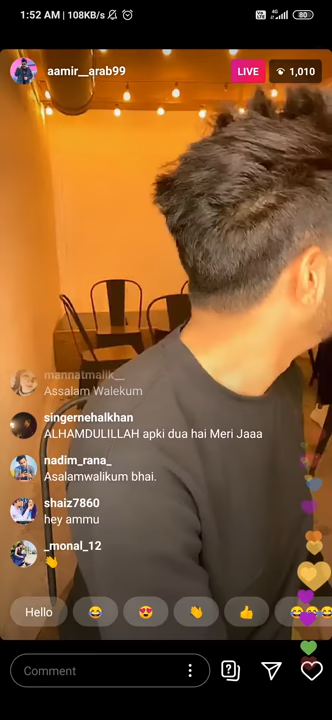 1:52 AM | 108KB/s
4G
80
aamir__arab99
LIVE
1,010
mannatmalik__
Assalam Walekum
singernehalkhan
ALHAMDULILLAH apki dua hai Meri Jaaa
nadim_rana_
Asalamwalikum bhai.
shaiz7860
hey ammu
_monal_12
👋
Hello 😂 😍 👏 👍 😂😂😂
Comment